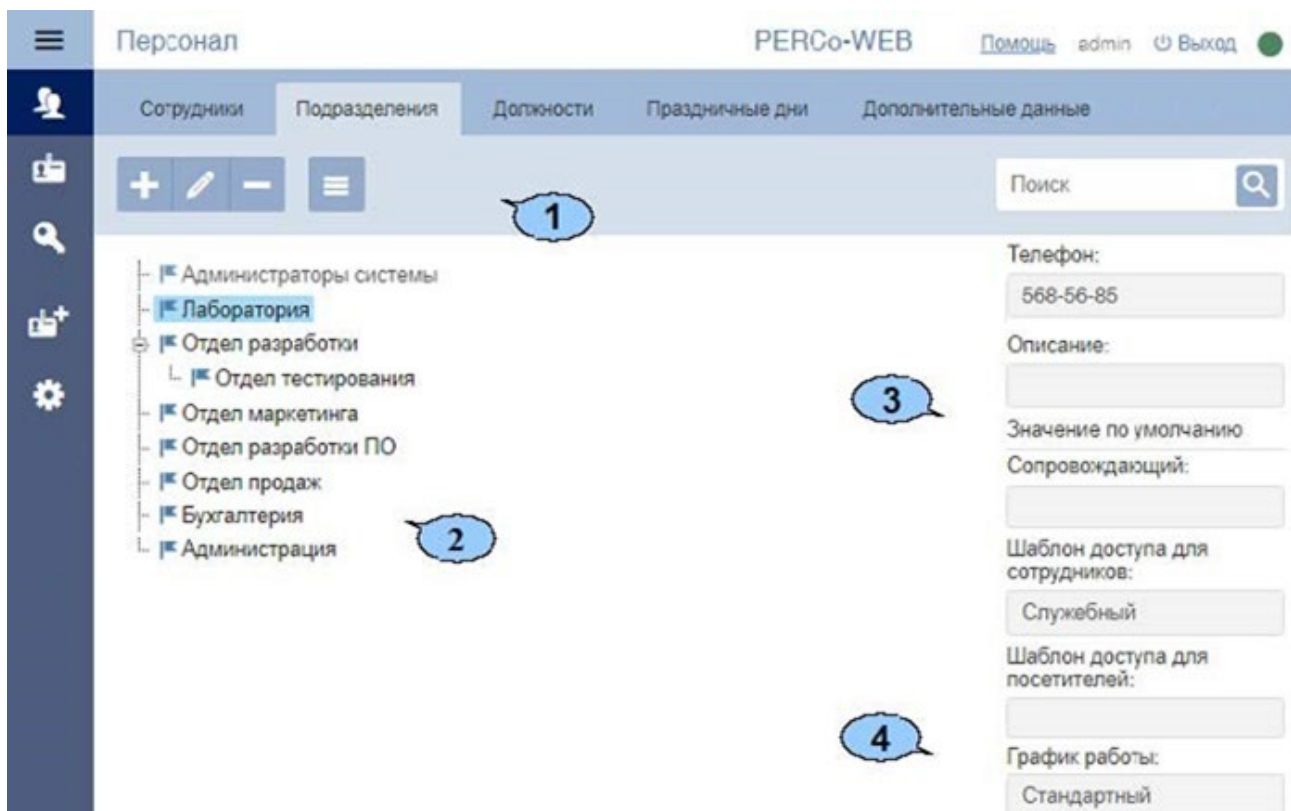 Персонал PERCo-WEB Помощь admin Выход
Сотрудники Подразделения Должности Праздничные дни Дополнительные данные
Поиск
1
Администраторы системы
Лаборатория
Отдел разработки
Отдел тестирования
Отдел маркетинга
Отдел разработки ПО
Отдел продаж
Бухгалтерия
Администрация
2
Телефон:
568-56-85
Описание:
3
Значение по умолчанию
Сопровождающий:
Шаблон доступа для
сотрудников:
Служебный
Шаблон доступа для
посетителей:
4
График работы:
Стандартный